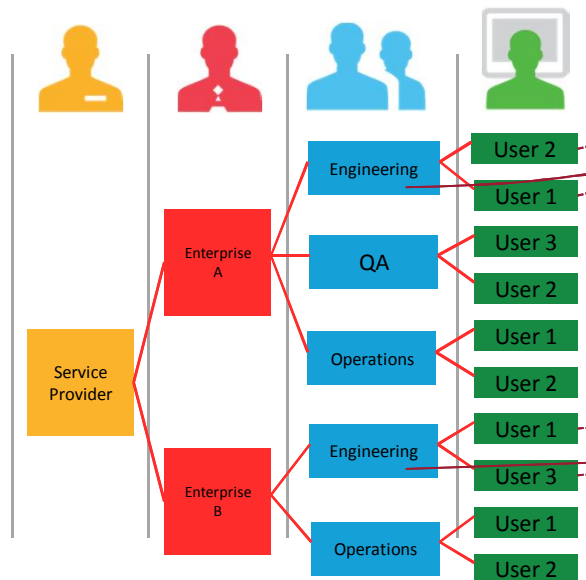 User 2
Engineering
User 1
Enterprise
A
User 3
QA
User 2
User 1
Operations
User 2
Service
Provider
User 1
Engineering
User 3
Enterprise
B
User 1
Operations
User 2